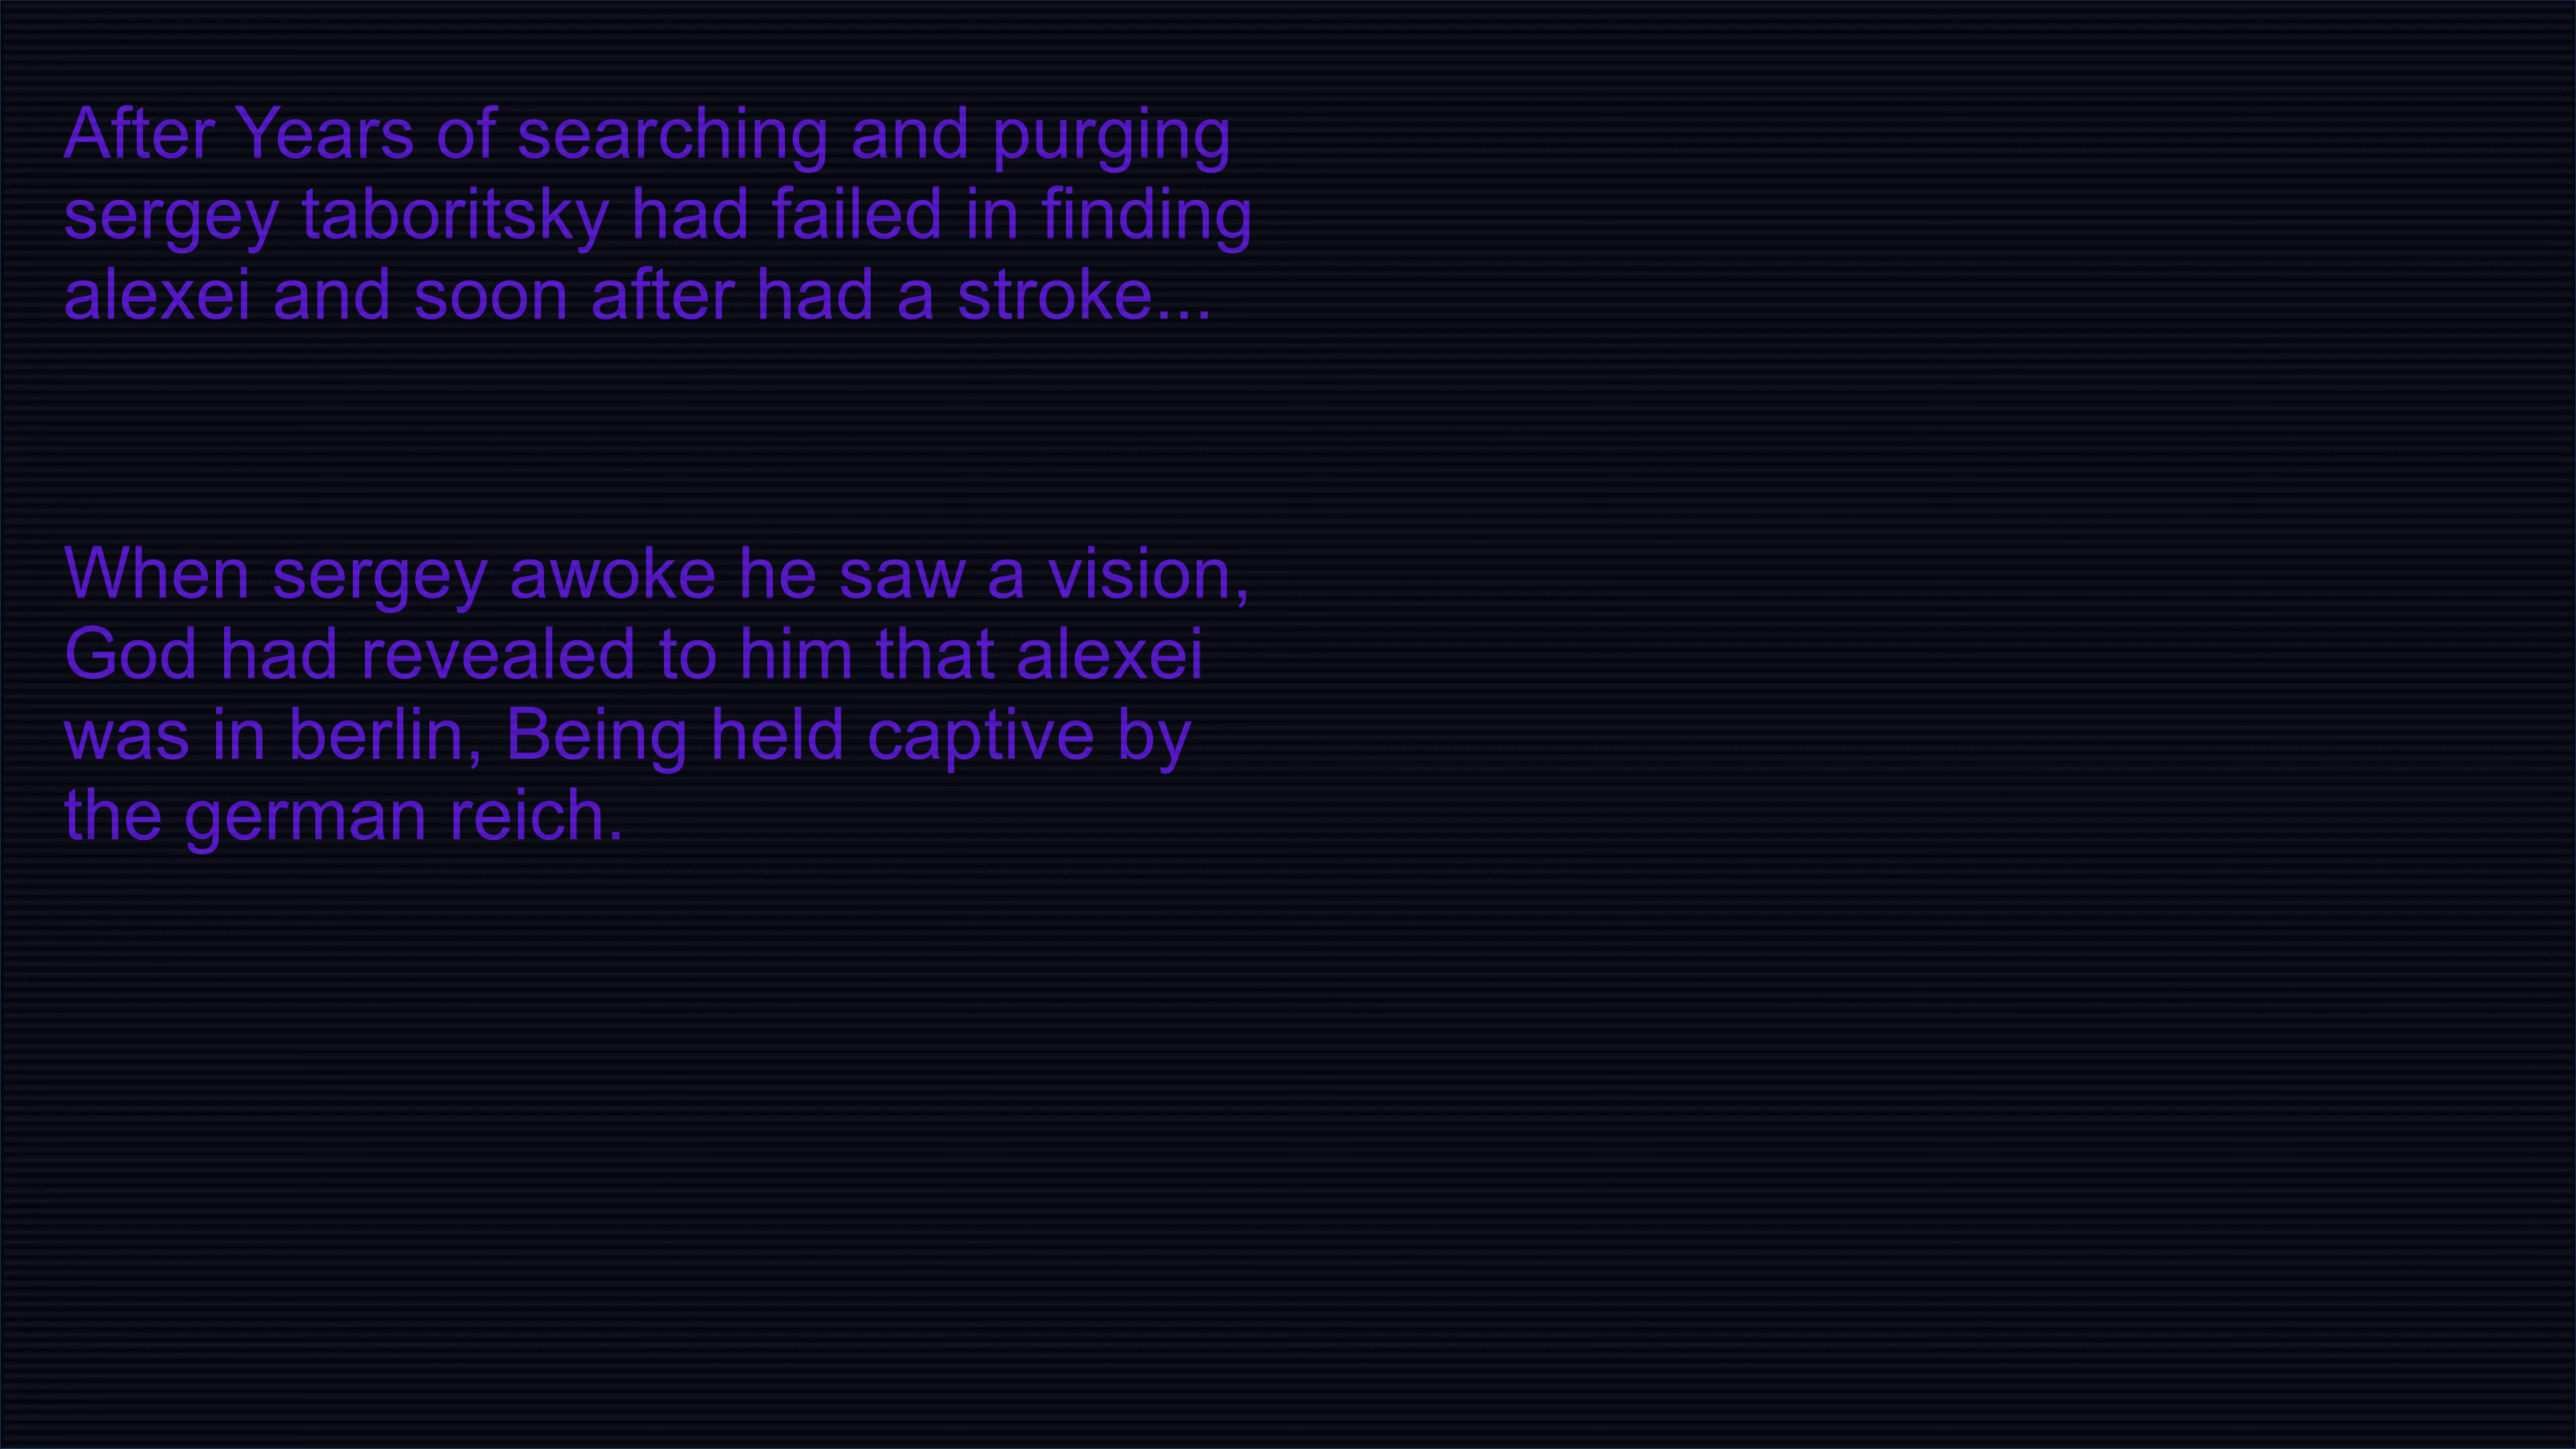 After Years of searching and purging
sergey taboritsky had failed in finding
alexei and soon after had a stroke...
When sergey awoke he saw a vision,
God had revealed to him that alexei
was in berlin, Being held captive by
the german reich.